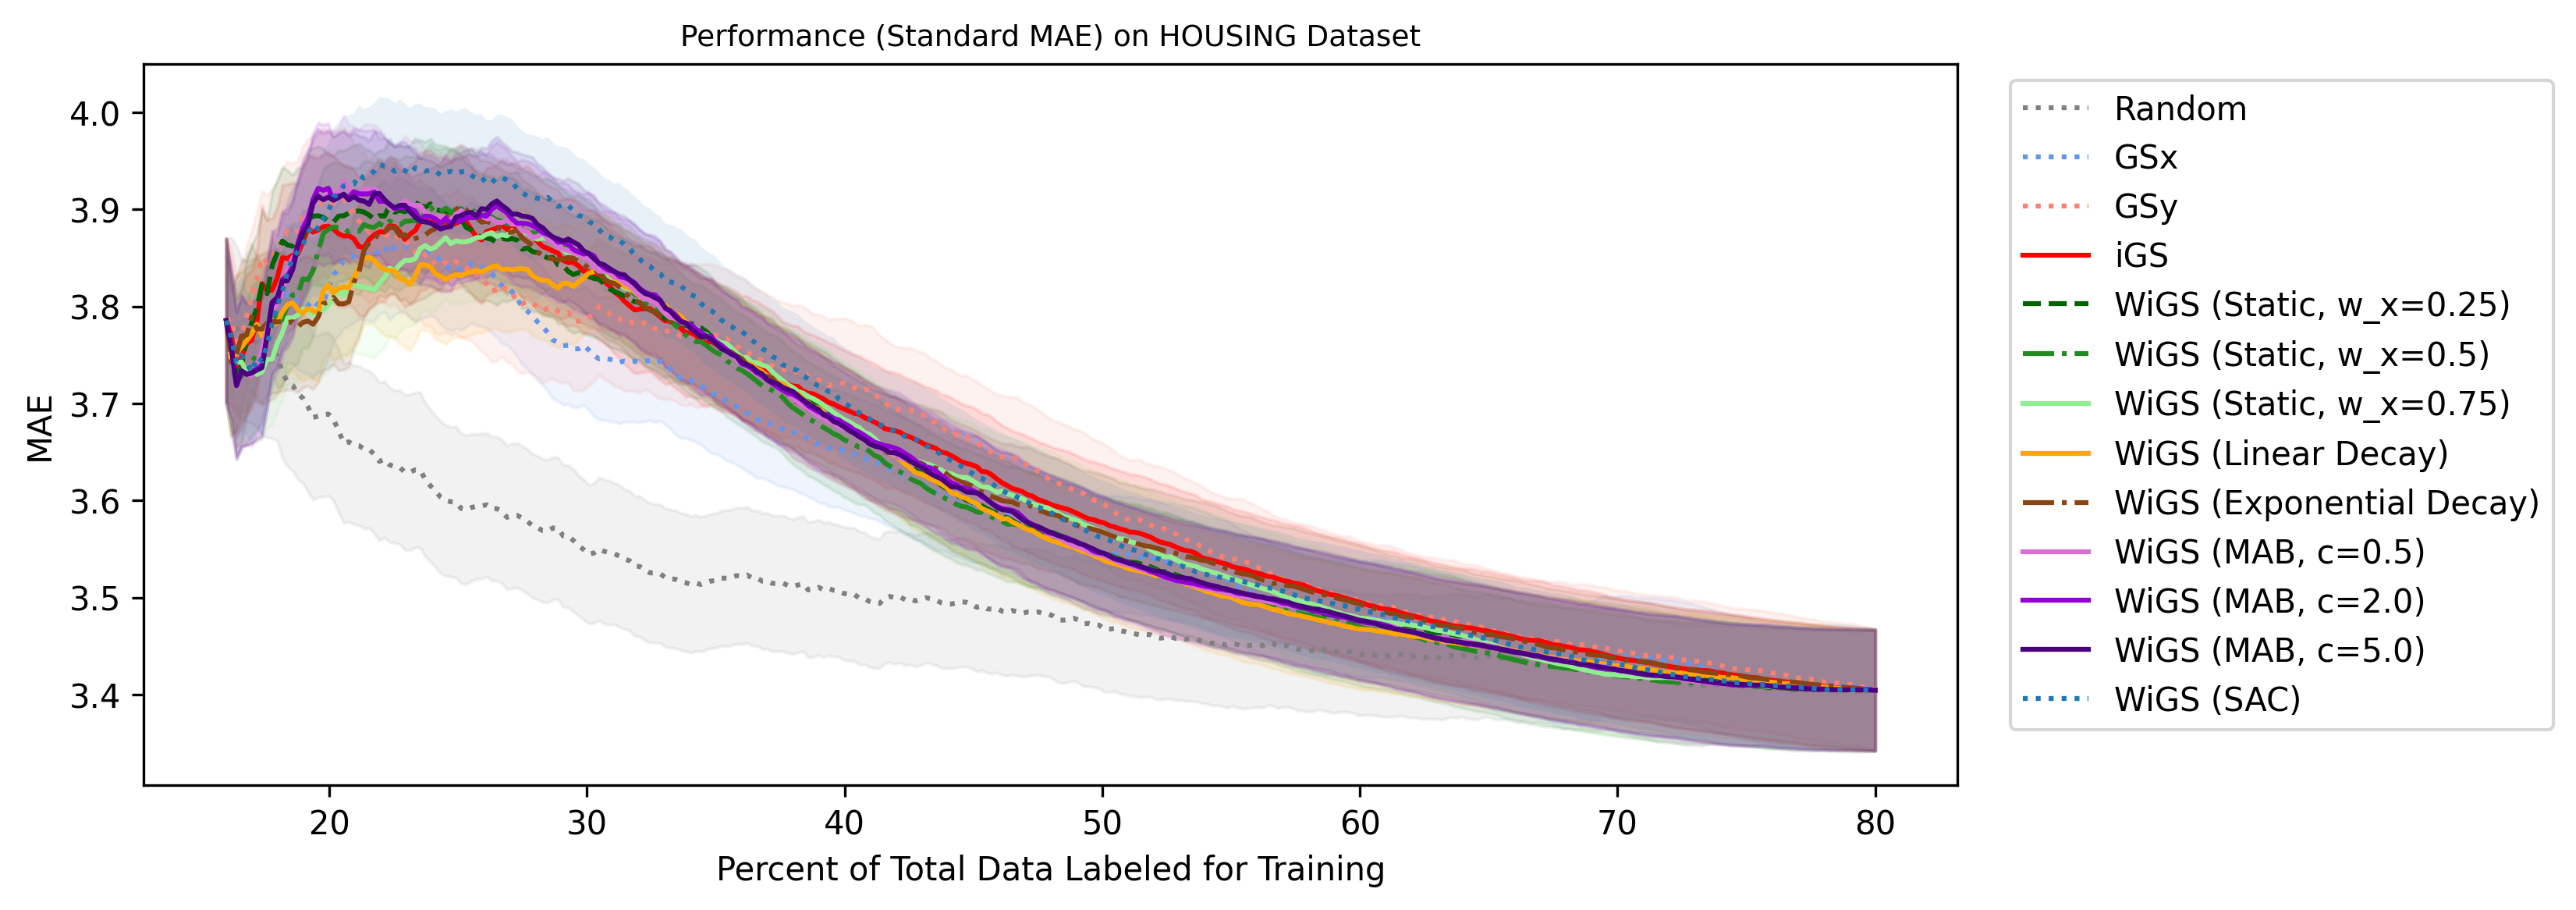 Performance (Standard MAE) on HOUSING Dataset
MAE
4.0
3.9
3.8
3.7
3.6
3.5
3.4
20 30 40 50 60 70 80
Percent of Total Data Labeled for Training
Random
GSx
GSy
iGS
WiGS (Static, w_x=0.25)
WiGS (Static, w_x=0.5)
WiGS (Static, w_x=0.75)
WiGS (Linear Decay)
WiGS (Exponential Decay)
WiGS (MAB, c=0.5)
WiGS (MAB, c=2.0)
WiGS (MAB, c=5.0)
WiGS (SAC)